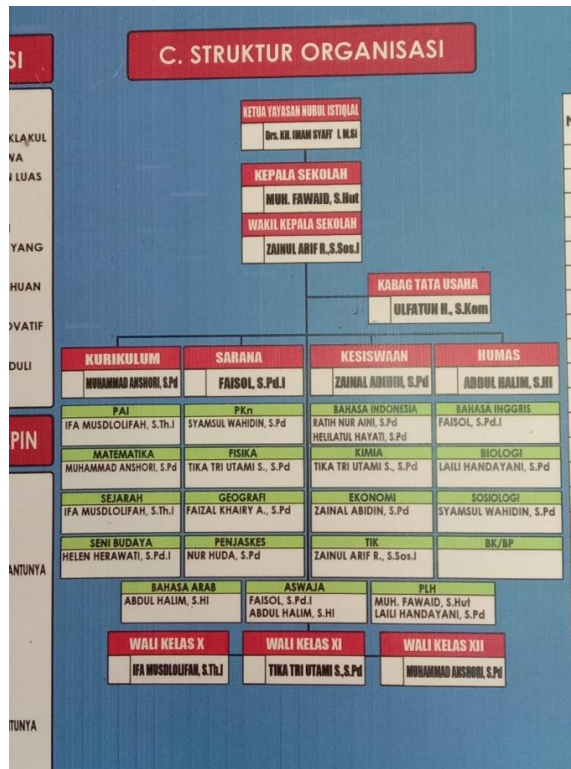 SI
C. STRUKTUR ORGANISASI
KLAKUL
WA
LUAS
YANG
HUAN
OVATIF
DULI
PIN
ANTUNYA
TUNYA
KETUA YAYASAN NURUL ISTIQLAL
Drs. KH. IMAM SYAFI' I, M.Si
KEPALA SEKOLAH
MUH. FAWAID, S.Hut
WAKIL KEPALA SEKOLAH
ZAINUL ARIF R.,S.Sos.I
KABAG TATA USAHA
ULFATUN H., S.Kom
KURIKULUM
MUHAMMAD ANSHORI, S.Pd
SARANA
FAISOL, S.Pd.I
KESISWAAN
ZAINAL ABIDIN, S.Pd
HUMAS
ABDUL HALIM, S.HI
PAI
IFA MUSDLOLIFAH, S.Th.I
PKn
SYAMSUL WAHIDIN, S.Pd
BAHASA INDONESIA
RATIH NUR AINI, S.Pd
HELILATUL HAYATI, S.Pd
BAHASA INGGRIS
FAISOL, S.Pd.I
MATEMATIKA
MUHAMMAD ANSHORI, S.Pd
FISIKA
TIKA TRI UTAMI S., S.Pd
KIMIA
TIKA TRI UTAMI S., S.Pd
BIOLOGI
LAILI HANDAYANI, S.Pd
SEJARAH
IFA MUSDLOLIFAH, S.Th.I
GEOGRAFI
FAIZAL KHAIRY A., S.Pd
EKONOMI
ZAINAL ABIDIN, S.Pd
SOSIOLOGI
SYAMSUL WAHIDIN, S.Pd
SENI BUDAYA
HELEN HERAWATI, S.Pd.I
PENJASKES
NUR HUDA, S.Pd
TIK
ZAINUL ARIF R., S.Sos.I
BK/BP
BAHASA ARAB
ABDUL HALIM, S.HI
ASWAJA
FAISOL, S.Pd.I
ABDUL HALIM, S.HI
PLH
MUH. FAWAID, S.Hut
LAILI HANDAYANI, S.Pd
WALI KELAS X
IFA MUSDLOLIFAH, S.Th.I
WALI KELAS XI
TIKA TRI UTAMI S.,S.Pd
WALI KELAS XII
MUHAMMAD ANSHORI, S.Pd